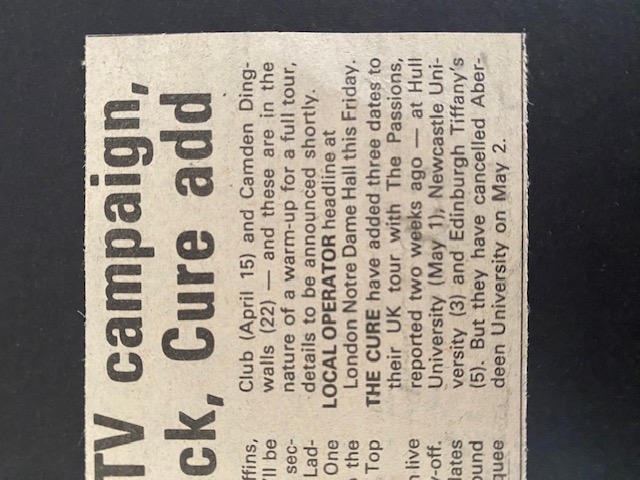 TV campaign,
ck, Cure add
ffins,
'll be
sec-
Lad-
One
the
Top
n live
y-off.
lates
ound
quee
Club (April 15) and Camden Ding-
walls (22) — and these are in the
nature of a warm-up for a full tour,
details to be announced shortly.
LOCAL OPERATOR headline at
London Notre Dame Hall this Friday.
THE CURE have added three dates to
their UK tour with The Passions,
reported two weeks ago — at Hull
University (May 1), Newcastle Uni-
versity (3) and Edinburgh Tiffany's
(5). But they have cancelled Aber-
deen University on May 2.